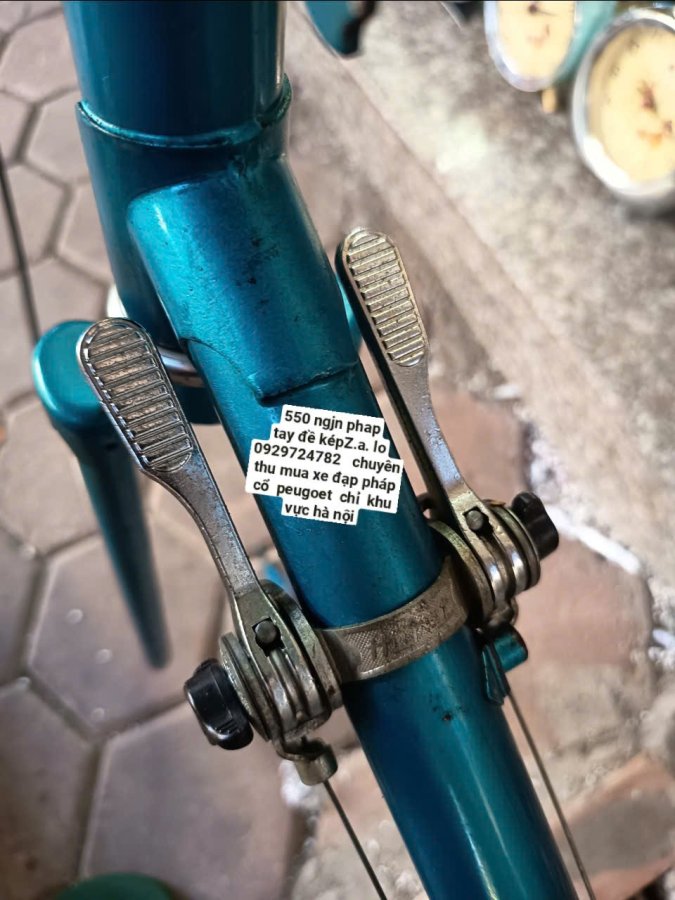 550 ngjn phap
tay đề képZ.a. lo
0929724782 chuyên
thu mua xe đạp pháp
cổ peugoet chỉ khu
vực hà nội